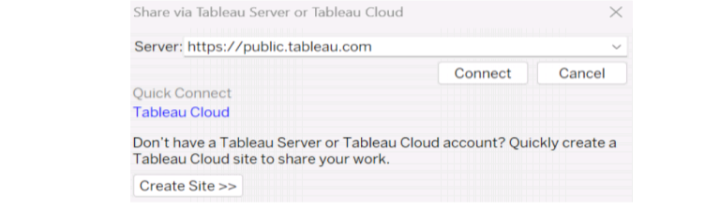 Share via Tableau Server or Tableau Cloud
Server: https://public.tableau.com
Connect
Cancel
Quick Connect
Tableau Cloud
Don't have a Tableau Server or Tableau Cloud account? Quickly create a
Tableau Cloud site to share your work.
Create Site >>